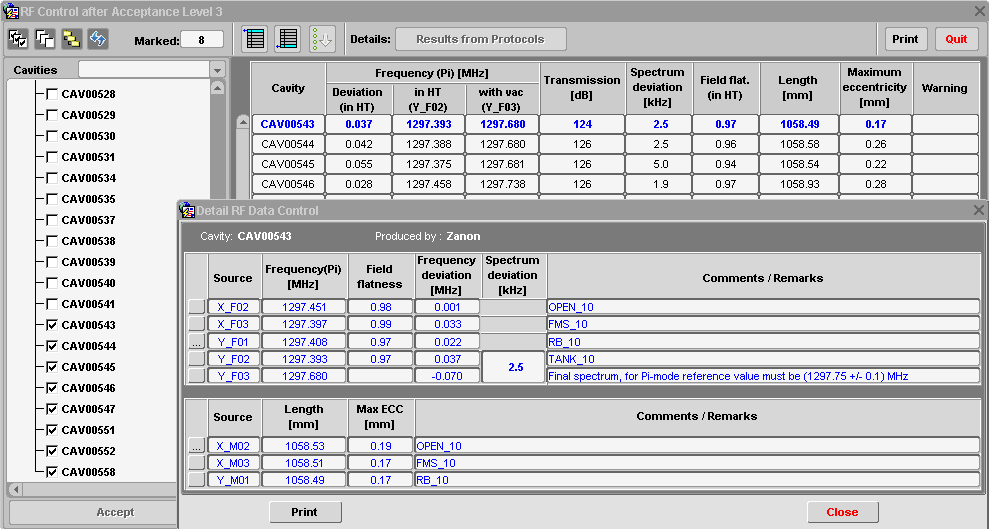 RF Control after Acceptance Level 3
Marked: 8 Details: Results from Protocols Print Quit
Cavities
CAV00528
CAV00529
CAV00530
CAV00531
CAV00534
CAV00535
CAV00537
CAV00538
CAV00539
CAV00540
CAV00541
CAV00543
CAV00544
CAV00545
CAV00546
CAV00547
CAV00551
CAV00552
CAV00558
Accept
Cavity Frequency (Pi) [MHz] Transmission [dB] Spectrum deviation [kHz] Field flat. (in HT) Length [mm] Maximum eccentricity [mm] Warning
Deviation (in HT) in HT (Y_F02) with vac (Y_F03)
CAV00543 0.037 1297.393 1297.680 124 2.5 0.97 1058.49 0.17
CAV00544 0.042 1297.388 1297.680 126 2.5 0.96 1058.58 0.26
CAV00545 0.055 1297.375 1297.681 126 5.0 0.94 1058.54 0.22
CAV00546 0.028 1297.458 1297.738 126 1.9 0.97 1058.93 0.28
Detail RF Data Control
Cavity: CAV00543 Produced by : Zanon
Source Frequency(Pi) [MHz] Field flatness Frequency deviation [MHz] Spectrum deviation [kHz] Comments / Remarks
X_F02 1297.451 0.98 0.001 OPEN_10
X_F03 1297.397 0.99 0.033 FMS_10
... Y_F01 1297.408 0.97 0.022 RB_10
Y_F02 1297.393 0.97 0.037 2.5 TANK_10
Y_F03 1297.680 -0.070 Final spectrum, for Pi-mode reference value must be (1297.75 +/- 0.1) MHz
Source Length [mm] Max ECC [mm] Comments / Remarks
... X_M02 1058.53 0.19 OPEN_10
X_M03 1058.51 0.17 FMS_10
Y_M01 1058.49 0.17 RB_10
Print Close